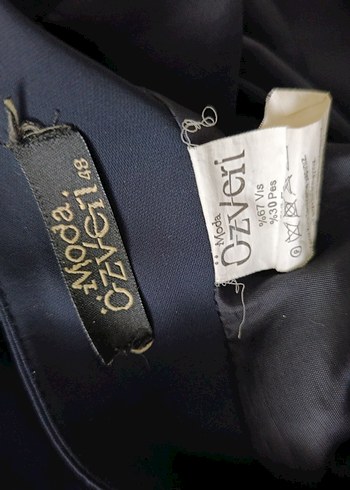 Moda
Özveri 48
Moda
Özveri
%67 Vis
%30 Pes